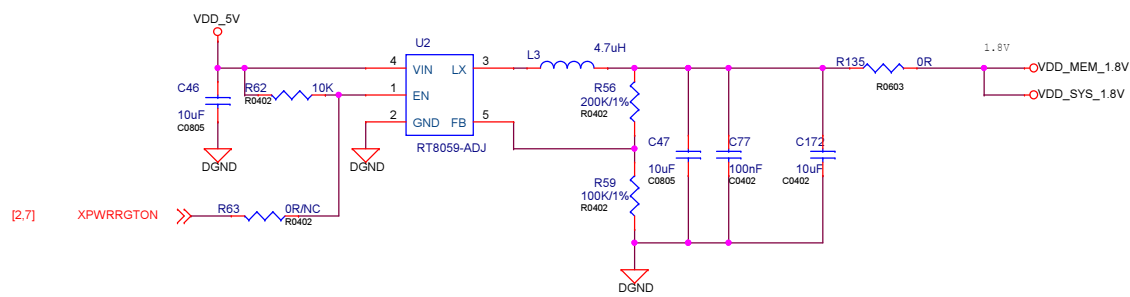 VDD_5V
U2
L3
4.7uH
1.8V
4
VIN
LX
3
R135
0R
VDD_MEM_1.8V
C46
R62
10K
1
EN
R56
R0603
VDD_SYS_1.8V
10uF
R0402
200K/1%
C0805
2
GND
FB
5
R0402
RT8059-ADJ
C47
C77
C172
DGND
DGND
10uF
100nF
10uF
R59
C0805
C0402
C0402
100K/1%
R0402
[2,7]
XPWRRGTON
R63
0R/NC
R0402
DGND